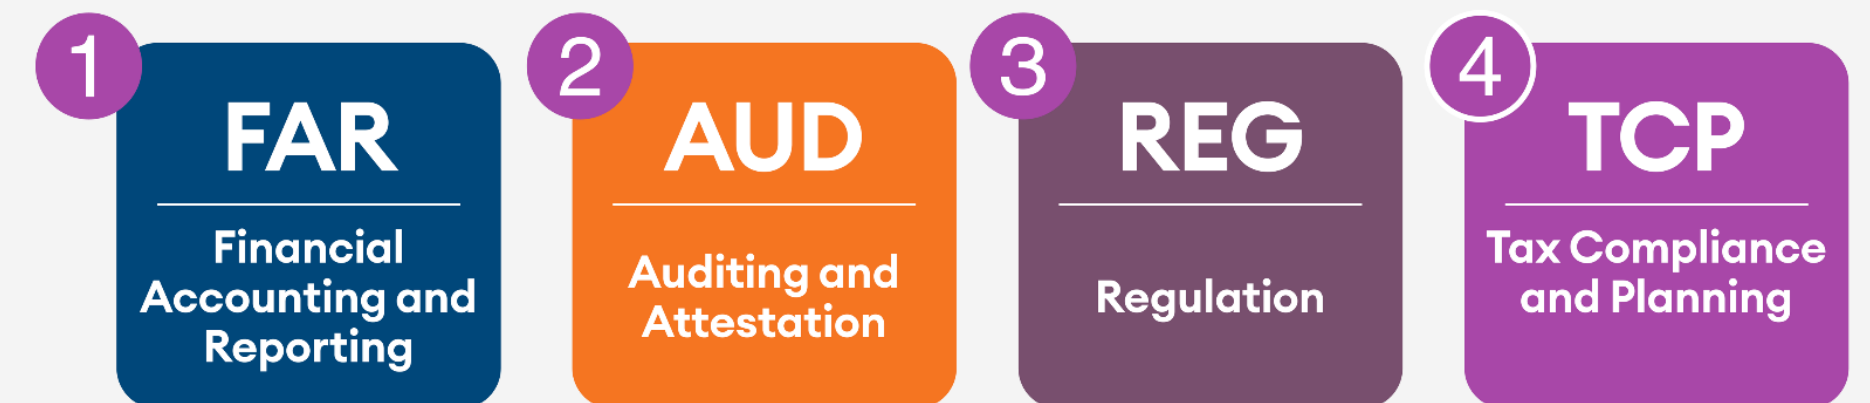 1
FAR
Financial
Accounting and
Reporting
2
AUD
Auditing and
Attestation
3
REG
Regulation
4
TCP
Tax Compliance
and Planning